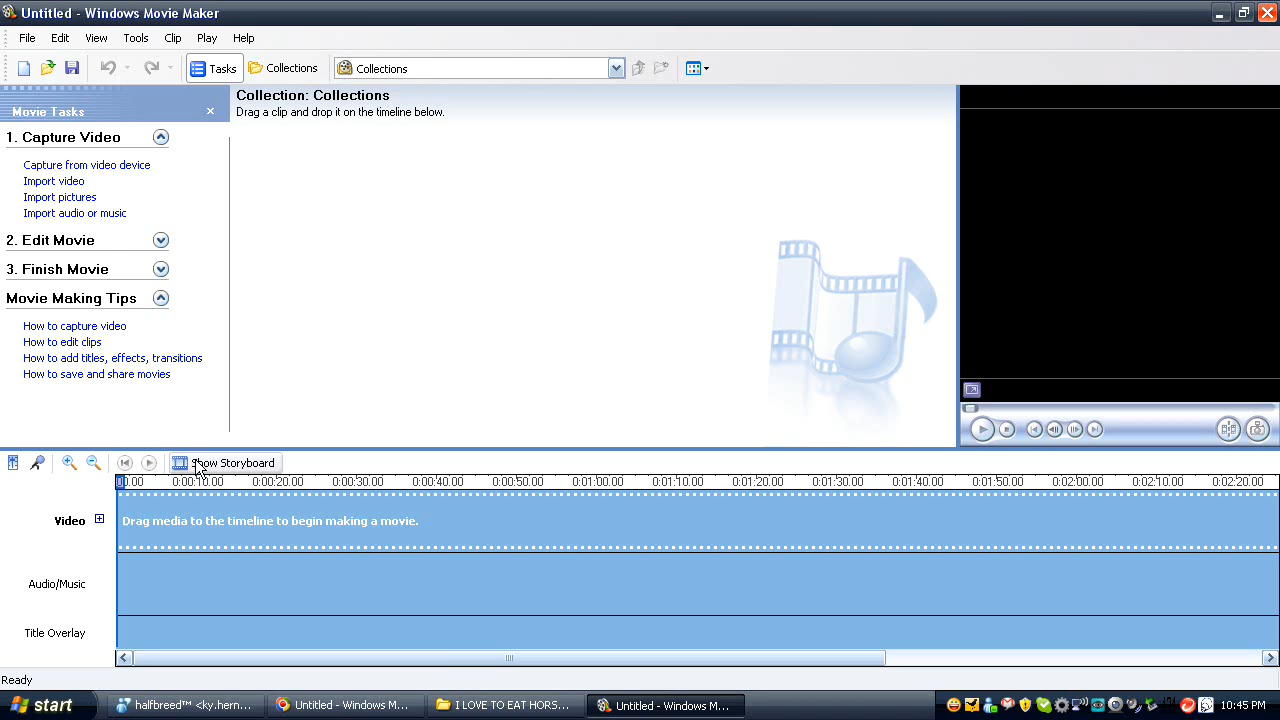 Untitled - Windows Movie Maker
File Edit View Tools Clip Play Help
Tasks Collections Collections
Movie Tasks
1. Capture Video
Capture from video device
Import video
Import pictures
Import audio or music
2. Edit Movie
3. Finish Movie
Movie Making Tips
How to capture video
How to edit clips
How to add titles, effects, transitions
How to save and share movies
Collection: Collections
Drag a clip and drop it on the timeline below.
Show Storyboard
0.00 0:00:10.00 0:00:20.00 0:00:30.00 0:00:40.00 0:00:50.00 0:01:00.00 0:01:10.00 0:01:20.00 0:01:30.00 0:01:40.00 0:01:50.00 0:02:00.00 0:02:10.00 0:02:20.00
Video Drag media to the timeline to begin making a movie.
Audio/Music
Title Overlay
Ready
start halfbreed™ <ky.hern... Untitled - Windows M... I LOVE TO EAT HORS... Untitled - Windows M... 10:45 PM